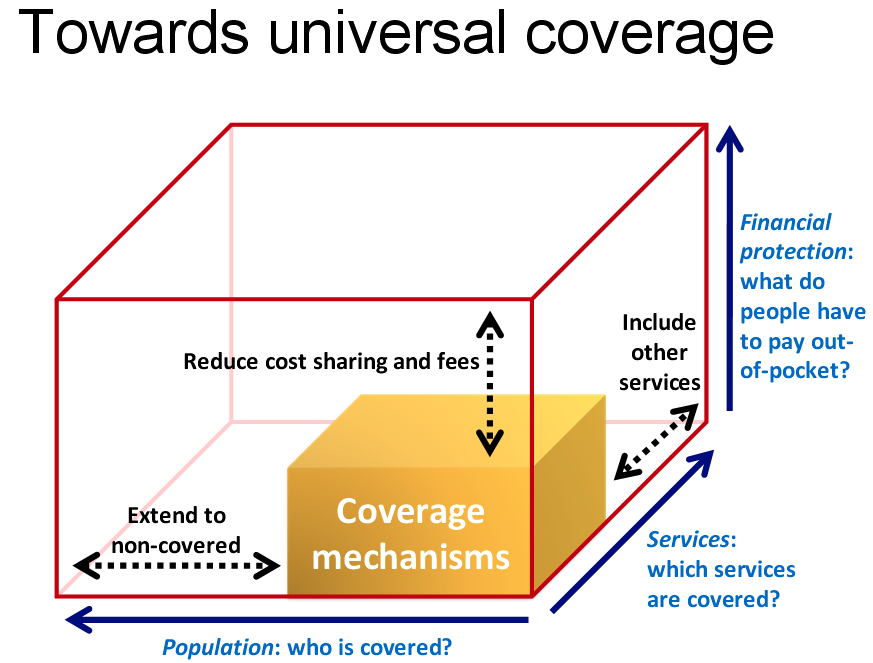 Towards universal coverage
Financial
protection:
what do
people have
to pay out-
of-pocket?
Include
other
services
Reduce cost sharing and fees
Coverage
mechanisms
Extend to
non-covered
Services:
which services
are covered?
Population: who is covered?